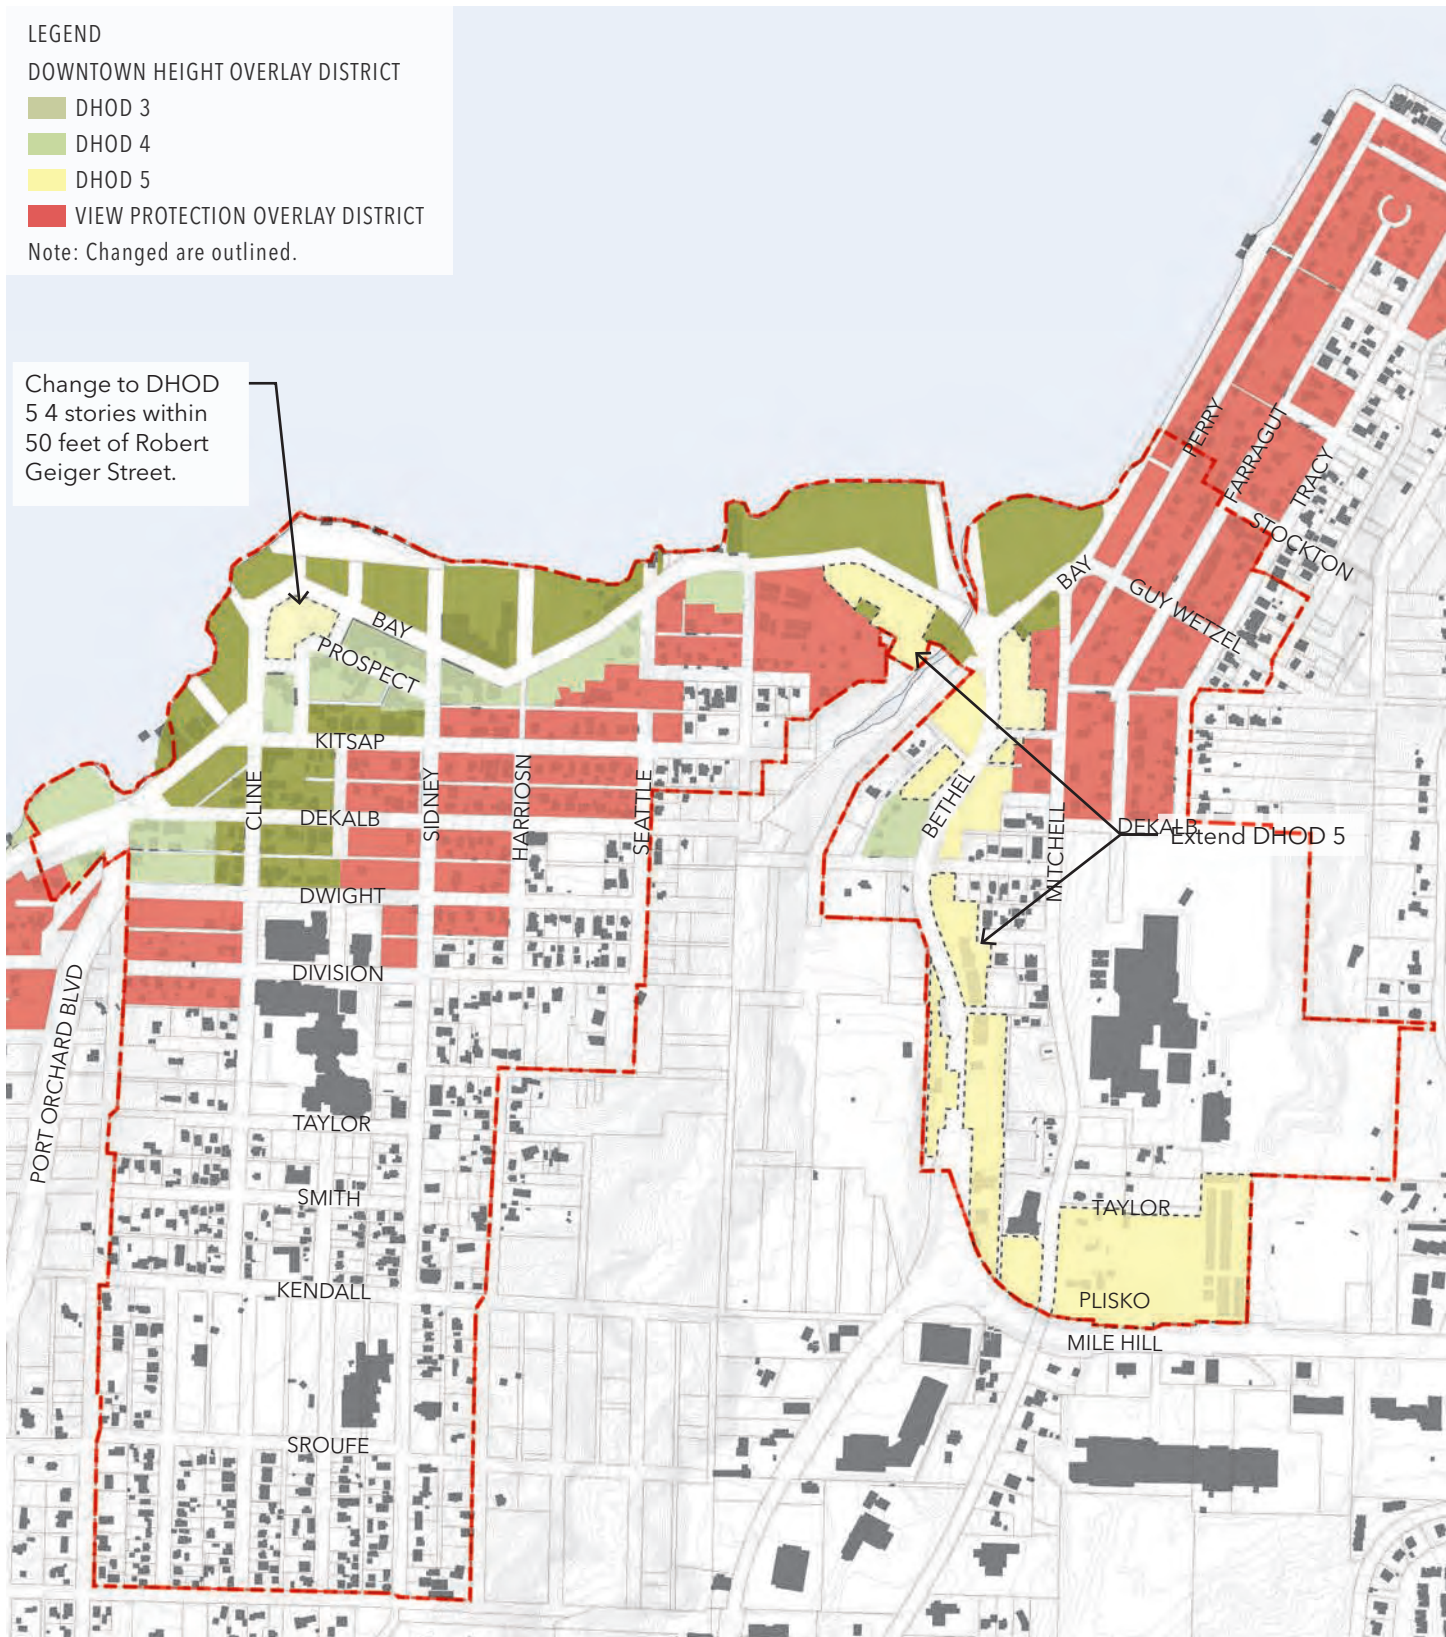 LEGEND
DOWNTOWN HEIGHT OVERLAY DISTRICT
DHOD 3
DHOD 4
DHOD 5
VIEW PROTECTION OVERLAY DISTRICT
Note: Changed are outlined.
Change to DHOD
5 4 stories within
50 feet of Robert
Geiger Street.
PERRY
FARRAGUT
TRACY
STOCKTON
BAY
GUY WETZEL
BAY
PROSPECT
KITSAP
CLINE
SIDNEY
HARRIOSN
SEATTLE
BETHEL
MITCHELL
DEKALB
DEKALB
Extend DHOD 5
DWIGHT
DIVISION
PORT ORCHARD BLVD
TAYLOR
SMITH
TAYLOR
KENDALL
PLISKO
MILE HILL
SROUFE